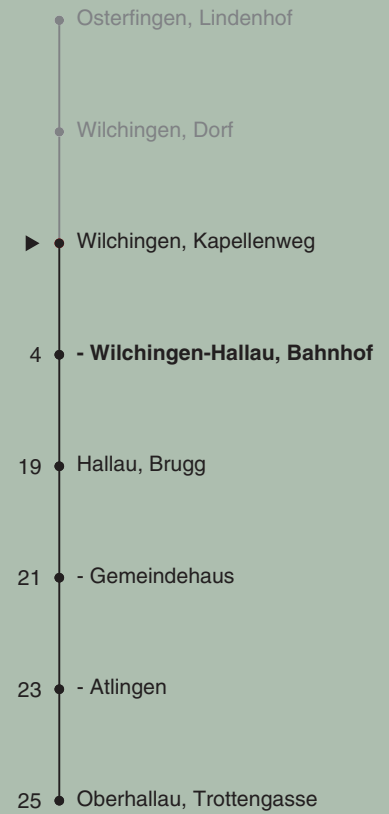 Osterfingen, Lindenhof
Wilchingen, Dorf
Wilchingen, Kapellenweg
4 - Wilchingen-Hallau, Bahnhof
19 Hallau, Brugg
21 - Gemeindehaus
23 - Atlingen
25 Oberhallau, Trottengasse